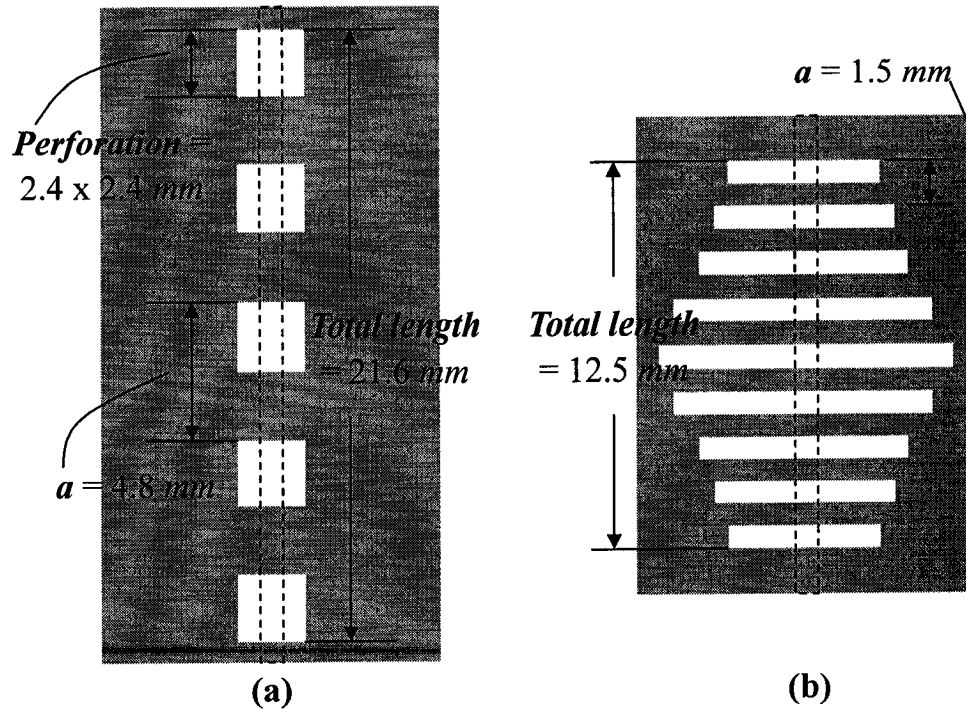 Perforation =
2.4 x 2.4 mm
a = 4.8 mm
Total length
= 21.6 mm
(a)
a = 1.5 mm
Total length
= 12.5 mm
(b)